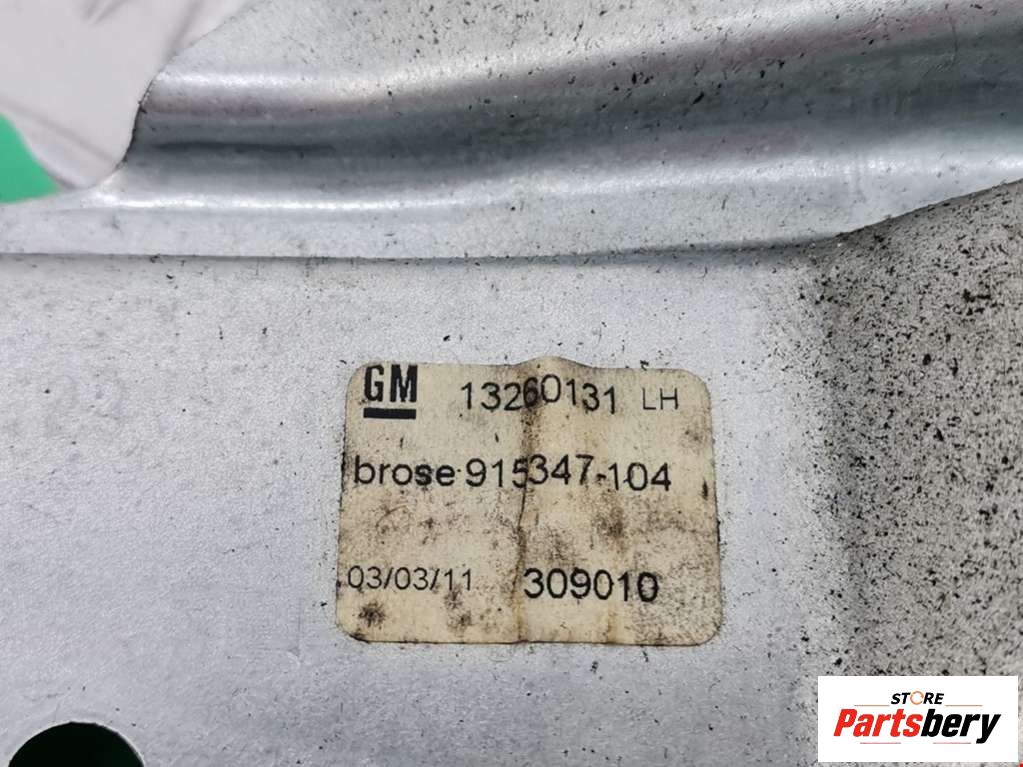 GM 13260131 LH
brose 915347-104
03/03/11 309010
STORE
Partsbery